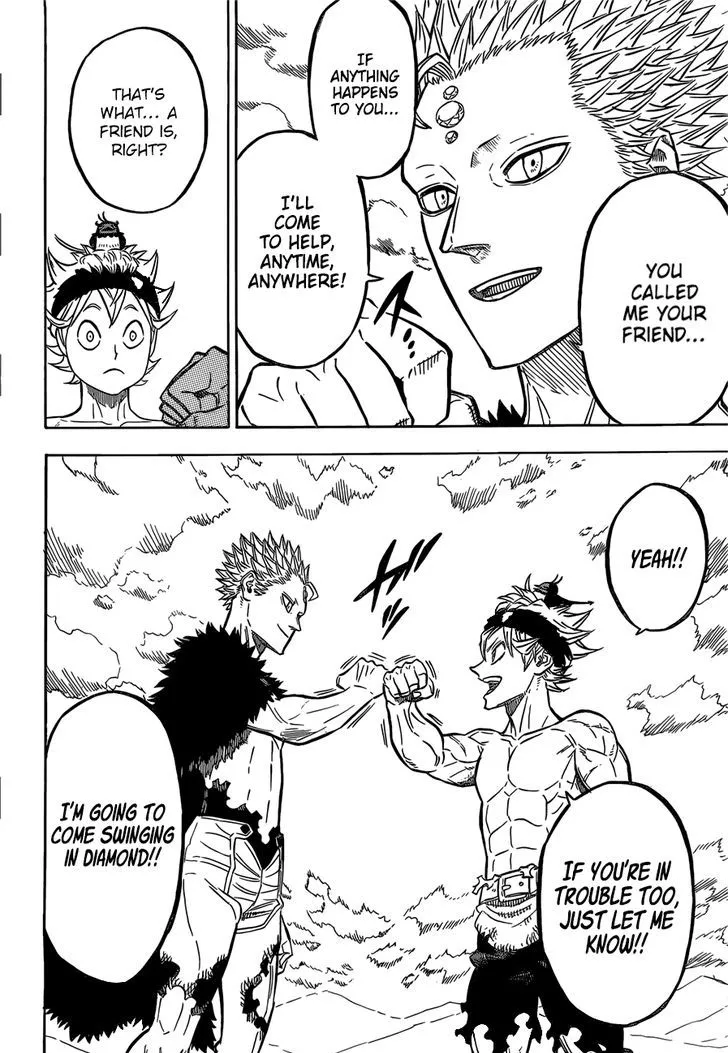 YOU
CALLED
ME YOUR
FRIEND...
IF
ANYTHING
HAPPENS
TO YOU...
I'LL
COME
TO HELP,
ANYTIME,
ANYWHERE!
THAT'S
WHAT... A
FRIEND IS,
RIGHT?
YEAH!!
IF YOU'RE IN
TROUBLE TOO,
JUST LET ME
KNOW!!
I'M GOING TO
COME SWINGING
IN DIAMOND!!